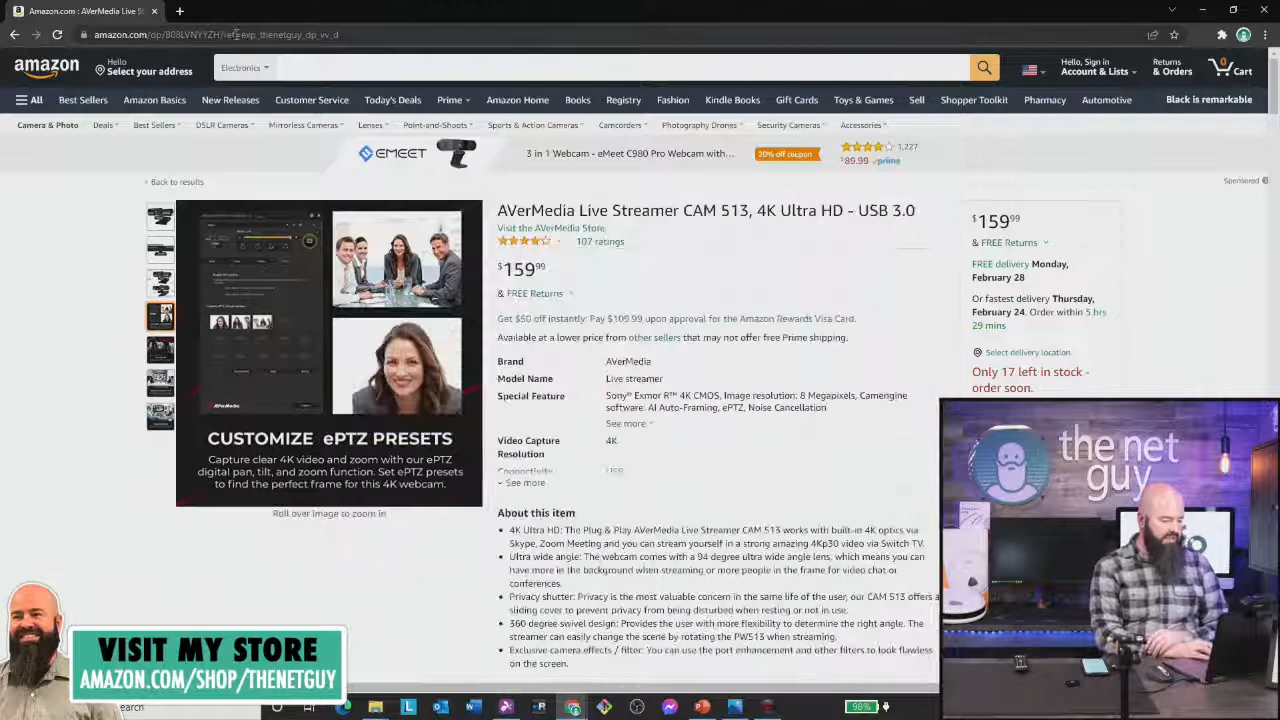 Amazon.com : AVerMedia Live St
amazon.com/dp/B08LVNYYZH?ref=exp_thenetguy_dp_vv_d
amazon
Hello
Select your address
Electronics
Hello, Sign in
Account & Lists
Returns
& Orders
0
Cart
All
Best Sellers
Amazon Basics
New Releases
Customer Service
Today's Deals
Prime
Amazon Home
Books
Registry
Fashion
Kindle Books
Gift Cards
Toys & Games
Sell
Shopper Toolkit
Pharmacy
Automotive
Black is remarkable
Camera & Photo
Deals
Best Sellers
DSLR Cameras
Mirrorless Cameras
Lenses
Point-and-Shoots
Sports & Action Cameras
Camcorders
Photography Drones
Security Cameras
Accessories
EMEET
3 in 1 Webcam - eMeet C980 Pro Webcam with...
20% off coupon
1,227
$89.99 prime
‹ Back to results
Sponsored
AVerMedia Live Streamer CAM 513, 4K Ultra HD - USB 3.0
Visit the AVerMedia Store
107 ratings
$159.99
& FREE Returns
Get $50 off instantly: Pay $109.99 upon approval for the Amazon Rewards Visa Card.
Available at a lower price from other sellers that may not offer free Prime shipping.
Brand AVerMedia
Model Name Live streamer
Special Feature Sony® Exmor R™ 4K CMOS, Image resolution: 8 Megapixels, Camengine
software: AI Auto-Framing, ePTZ, Noise Cancellation
See more
Video Capture 4K
Resolution
Connectivity USB
See more
About this item
4K Ultra HD: The Plug & Play AVerMedia Live Streamer CAM 513 works with built-in 4K optics via
Skype, Zoom Meeting and you can stream yourself in a strong amazing 4Kp30 video via Switch TV.
Ultra wide angle: The webcam comes with a 94 degree ultra wide angle lens, which means you can
have more in the background when streaming or more people in the frame for video chat or
conferences.
Privacy shutter: Privacy is the most valuable concern in the same life of the user, our CAM 513 offers a
sliding cover to prevent privacy from being disturbed when resting or not in use.
360 degree swivel design: Provides the user with more flexibility to determine the right angle. The
streamer can easily change the scene by rotating the PW513 when streaming.
Exclusive camera effects / filter: You can use the port enhancement and other filters to look flawless
on the screen.
$159.99
& FREE Returns
FREE delivery Monday,
February 28
Or fastest delivery Thursday,
February 24. Order within 5 hrs
29 mins
Select delivery location
Only 17 left in stock -
order soon.
AVerMedia
CUSTOMIZE ePTZ PRESETS
Capture clear 4K video and zoom with our ePTZ
digital pan, tilt, and zoom function. Set ePTZ presets
to find the perfect frame for this 4K webcam.
Roll over image to zoom in
the net
guy
VISIT MY STORE
AMAZON.COM/SHOP/THENETGUY
earch
98%